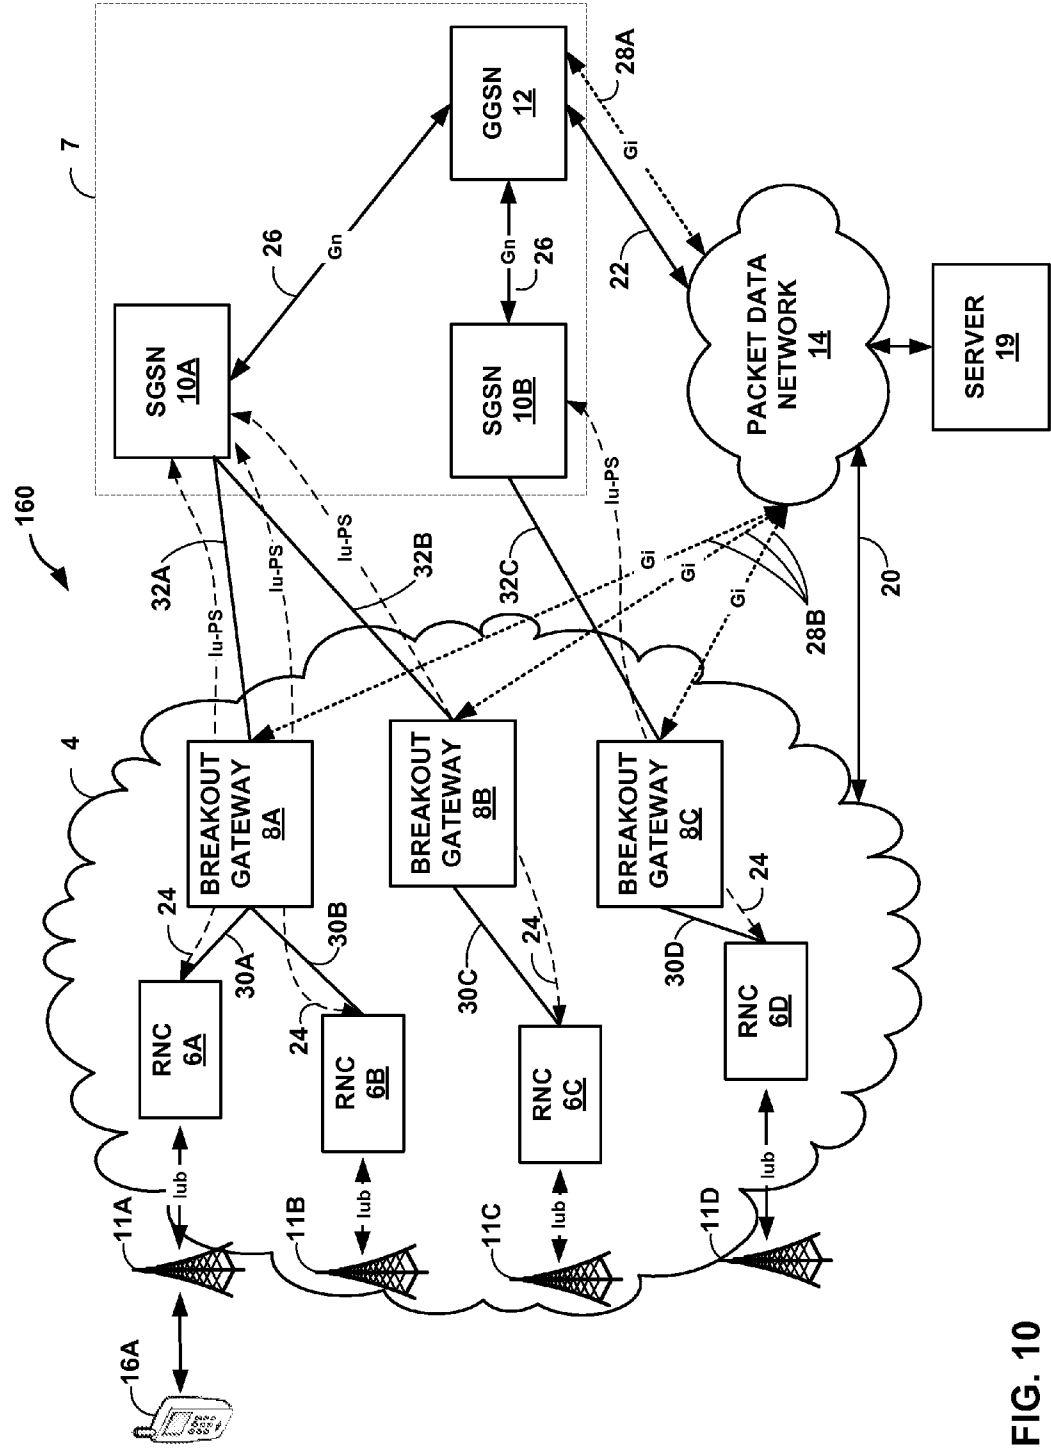 160
7
4
16A
11A
11B
11C
11D
Iub
Iub
Iub
Iub
RNC
6A
RNC
6B
RNC
6C
RNC
6D
24
24
24
24
30A
30B
30C
30D
BREAKOUT
GATEWAY
8A
BREAKOUT
GATEWAY
8B
BREAKOUT
GATEWAY
8C
32A
32B
32C
Iu-PS
Iu-PS
Iu-PS
Iu-PS
SGSN
10A
SGSN
10B
26
Gn
Gn
26
GGSN
12
28A
Gi
22
Gi
Gi
Gi
28B
20
PACKET DATA
NETWORK
14
SERVER
19
FIG. 10